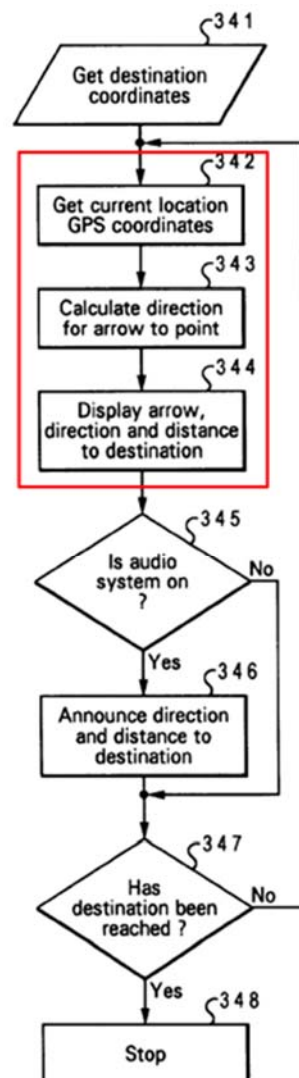 341
Get destination
coordinates
342
Get current location
GPS coordinates
343
Calculate direction
for arrow to point
344
Display arrow,
direction and distance
to destination
345
Is audio
system on
?
No
Yes
346
Announce direction
and distance to
destination
347
Has
destination been
reached ?
No
Yes
348
Stop